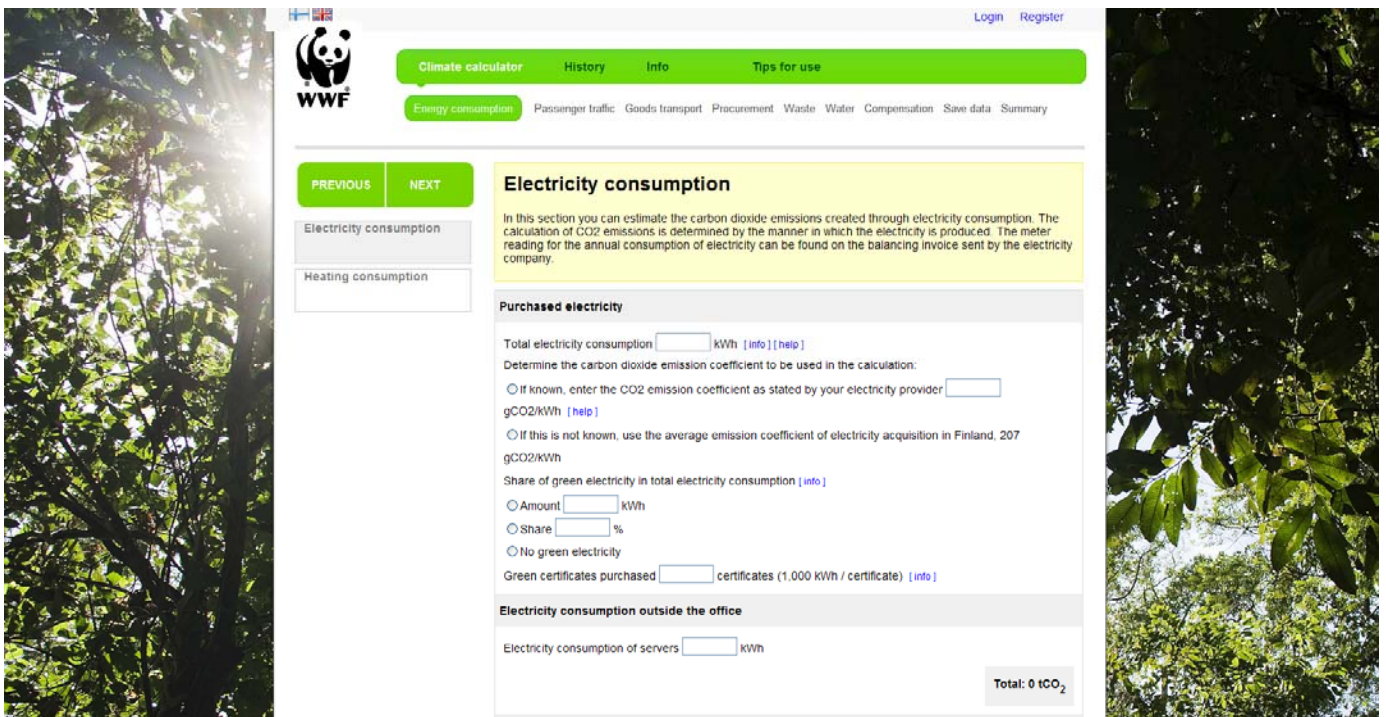 Login Register
WWF
Climate calculator History Info Tips for use
Energy consumption Passenger traffic Goods transport Procurement Waste Water Compensation Save data Summary
PREVIOUS NEXT
Electricity consumption
Heating consumption
Electricity consumption
In this section you can estimate the carbon dioxide emissions created through electricity consumption. The
calculation of CO2 emissions is determined by the manner in which the electricity is produced. The meter
reading for the annual consumption of electricity can be found on the balancing invoice sent by the electricity
company.
Purchased electricity
Total electricity consumption kWh [info] [help]
Determine the carbon dioxide emission coefficient to be used in the calculation:
If known, enter the CO2 emission coefficient as stated by your electricity provider
gCO2/kWh [help]
If this is not known, use the average emission coefficient of electricity acquisition in Finland, 207
gCO2/kWh
Share of green electricity in total electricity consumption [info]
Amount kWh
Share %
No green electricity
Green certificates purchased certificates (1,000 kWh / certificate) [info]
Electricity consumption outside the office
Electricity consumption of servers kWh
Total: 0 tCO2